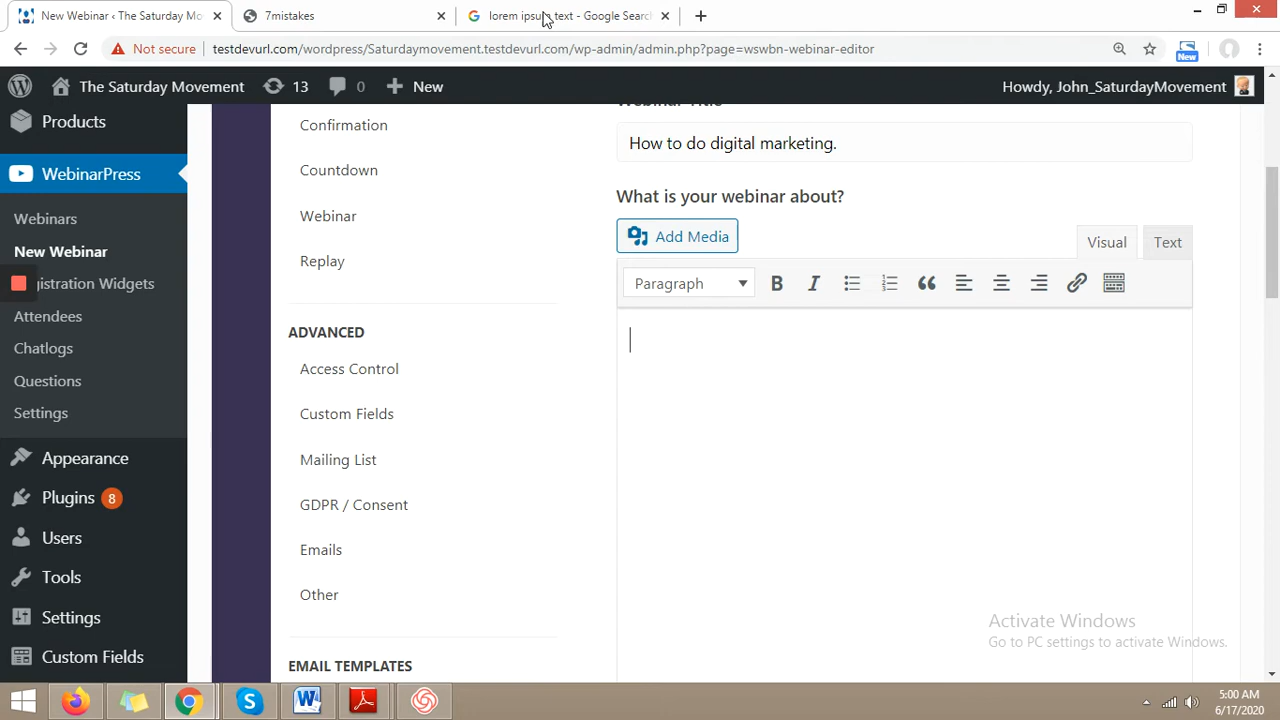 New Webinar ‹ The Saturday Mo
7mistakes
lorem ipsum text - Google Search
Not secure
testdevurl.com/wordpress/Saturdaymovement.testdevurl.com/wp-admin/admin.php?page=wswbn-webinar-editor
New
The Saturday Movement
13
0
New
Howdy, John_SaturdayMovement
Products
WebinarPress
Webinars
New Webinar
gistration Widgets
Attendees
Chatlogs
Questions
Settings
Appearance
Plugins 8
Users
Tools
Settings
Custom Fields
Confirmation
Countdown
Webinar
Replay
ADVANCED
Access Control
Custom Fields
Mailing List
GDPR / Consent
Emails
Other
EMAIL TEMPLATES
Webinar Title
How to do digital marketing.
What is your webinar about?
Add Media
Visual
Text
Paragraph
B
I
Activate Windows
Go to PC settings to activate Windows.
5:00 AM
6/17/2020